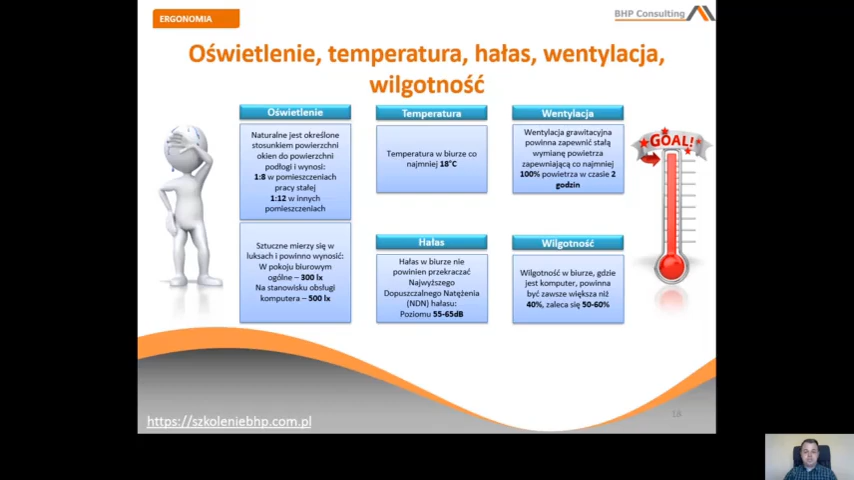 ERGONOMIA
BHP Consulting
Oświetlenie, temperatura, hałas, wentylacja,
wilgotność
Oświetlenie
Naturalne jest określone
stosunkiem powierzchni
okien do powierzchni
podłogi i wynosi:
1:8 w pomieszczeniach
pracy stałej
1:12 w innych
pomieszczeniach
Sztuczne mierzy się w
luksach i powinno wynosić:
W pokoju biurowym
ogólne – 300 lx
Na stanowisku obsługi
komputera – 500 lx
Temperatura
Temperatura w biurze co
najmniej 18°C
Hałas
Hałas w biurze nie
powinien przekraczać
Najwyższego
Dopuszczalnego Natężenia
(NDN) hałasu:
Poziomu 55-65dB
Wentylacja
Wentylacja grawitacyjna
powinna zapewnić stałą
wymianę powietrza
zapewniającą co najmniej
100% powietrza w czasie 2
godzin
Wilgotność
Wilgotność w biurze, gdzie
jest komputer, powinna
być zawsze większa niż
40%, zaleca się 50-60%
GOAL!
https://szkoleniebhp.com.pl
18